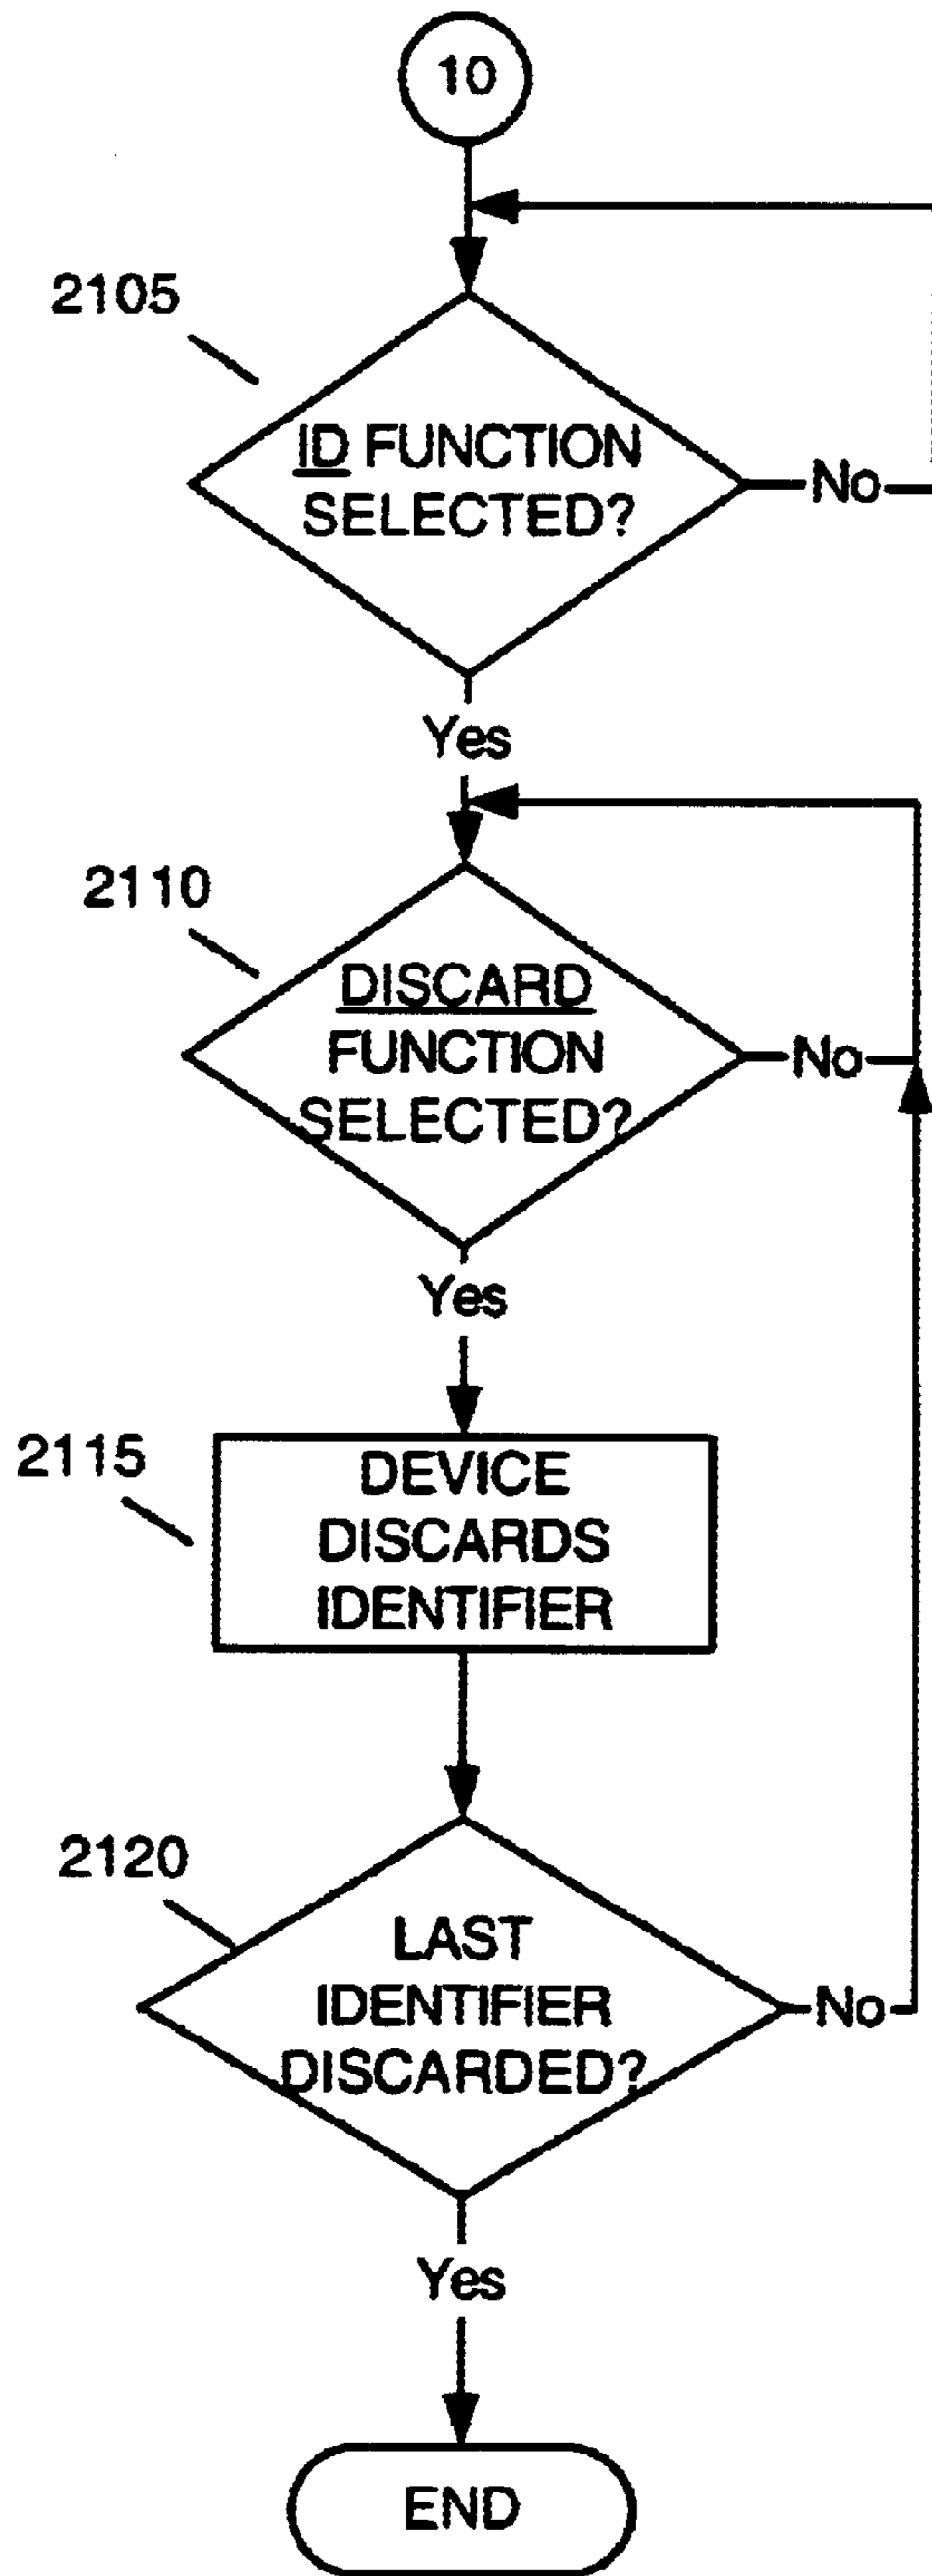 10
2105
ID FUNCTION
SELECTED?
No
Yes
2110
DISCARD
FUNCTION
SELECTED?
No
Yes
2115
DEVICE
DISCARDS
IDENTIFIER
2120
LAST
IDENTIFIER
DISCARDED?
No
Yes
END